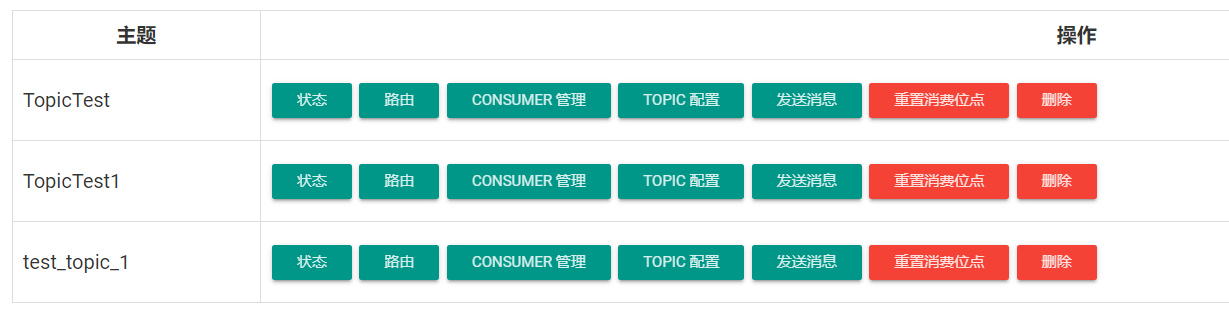 主题 操作
TopicTest 状态 路由 CONSUMER 管理 TOPIC 配置 发送消息 重置消费位点 删除
TopicTest1 状态 路由 CONSUMER 管理 TOPIC 配置 发送消息 重置消费位点 删除
test_topic_1 状态 路由 CONSUMER 管理 TOPIC 配置 发送消息 重置消费位点 删除